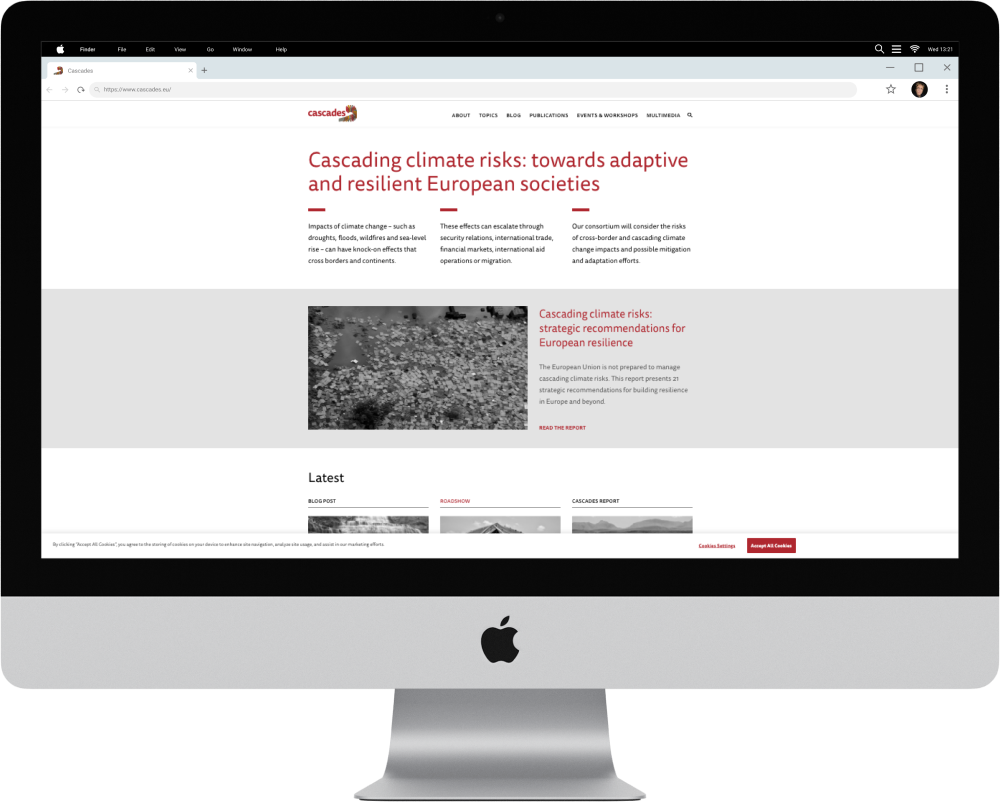 Finder File Edit View Go Window Help Wed 13:21
Cascades
https://www.cascades.eu/
cascades
ABOUT TOPICS BLOG PUBLICATIONS EVENTS & WORKSHOPS MULTIMEDIA
Cascading climate risks: towards adaptive
and resilient European societies
Impacts of climate change – such as
droughts, floods, wildfires and sea-level
rise – can have knock-on effects that
cross borders and continents.
These effects can escalate through
security relations, international trade,
financial markets, international aid
operations or migration.
Our consortium will consider the risks
of cross-border and cascading climate
change impacts and possible mitigation
and adaptation efforts.
Cascading climate risks:
strategic recommendations for
European resilience
The European Union is not prepared to manage
cascading climate risks. This report presents 21
strategic recommendations for building resilience
in Europe and beyond.
READ THE REPORT
Latest
BLOG POST
ROADSHOW
CASCADES REPORT
By clicking "Accept All Cookies", you agree to the storing of cookies on your device to enhance site navigation, analyze site usage, and assist in our marketing efforts.
Cookies Settings
Accept All Cookies